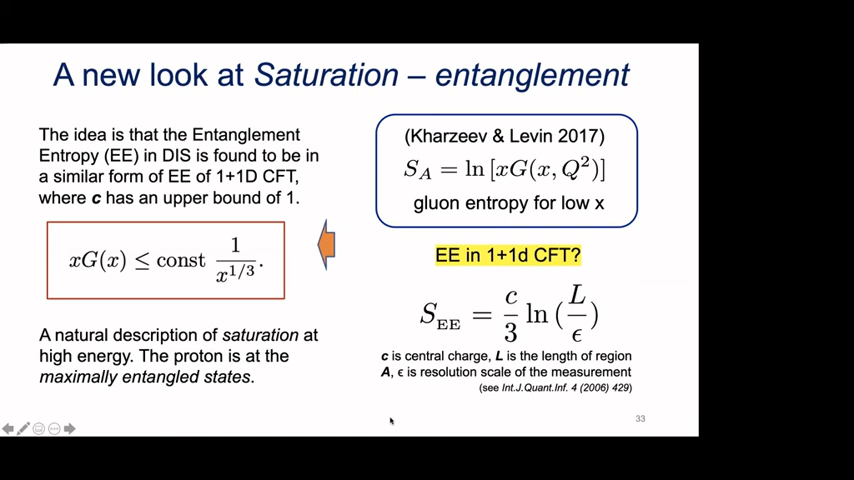 A new look at Saturation – entanglement
The idea is that the Entanglement
Entropy (EE) in DIS is found to be in
a similar form of EE of 1+1D CFT,
where c has an upper bound of 1.
xG(x) ≤ const 1/x^{1/3}.
A natural description of saturation at
high energy. The proton is at the
maximally entangled states.
(Kharzeev & Levin 2017)
S_A = ln [xG(x, Q²)]
gluon entropy for low x
EE in 1+1d CFT?
S_EE = c/3 ln(L/ϵ)
c is central charge, L is the length of region
A, ϵ is resolution scale of the measurement
(see Int.J.Quant.Inf. 4 (2006) 429)
33